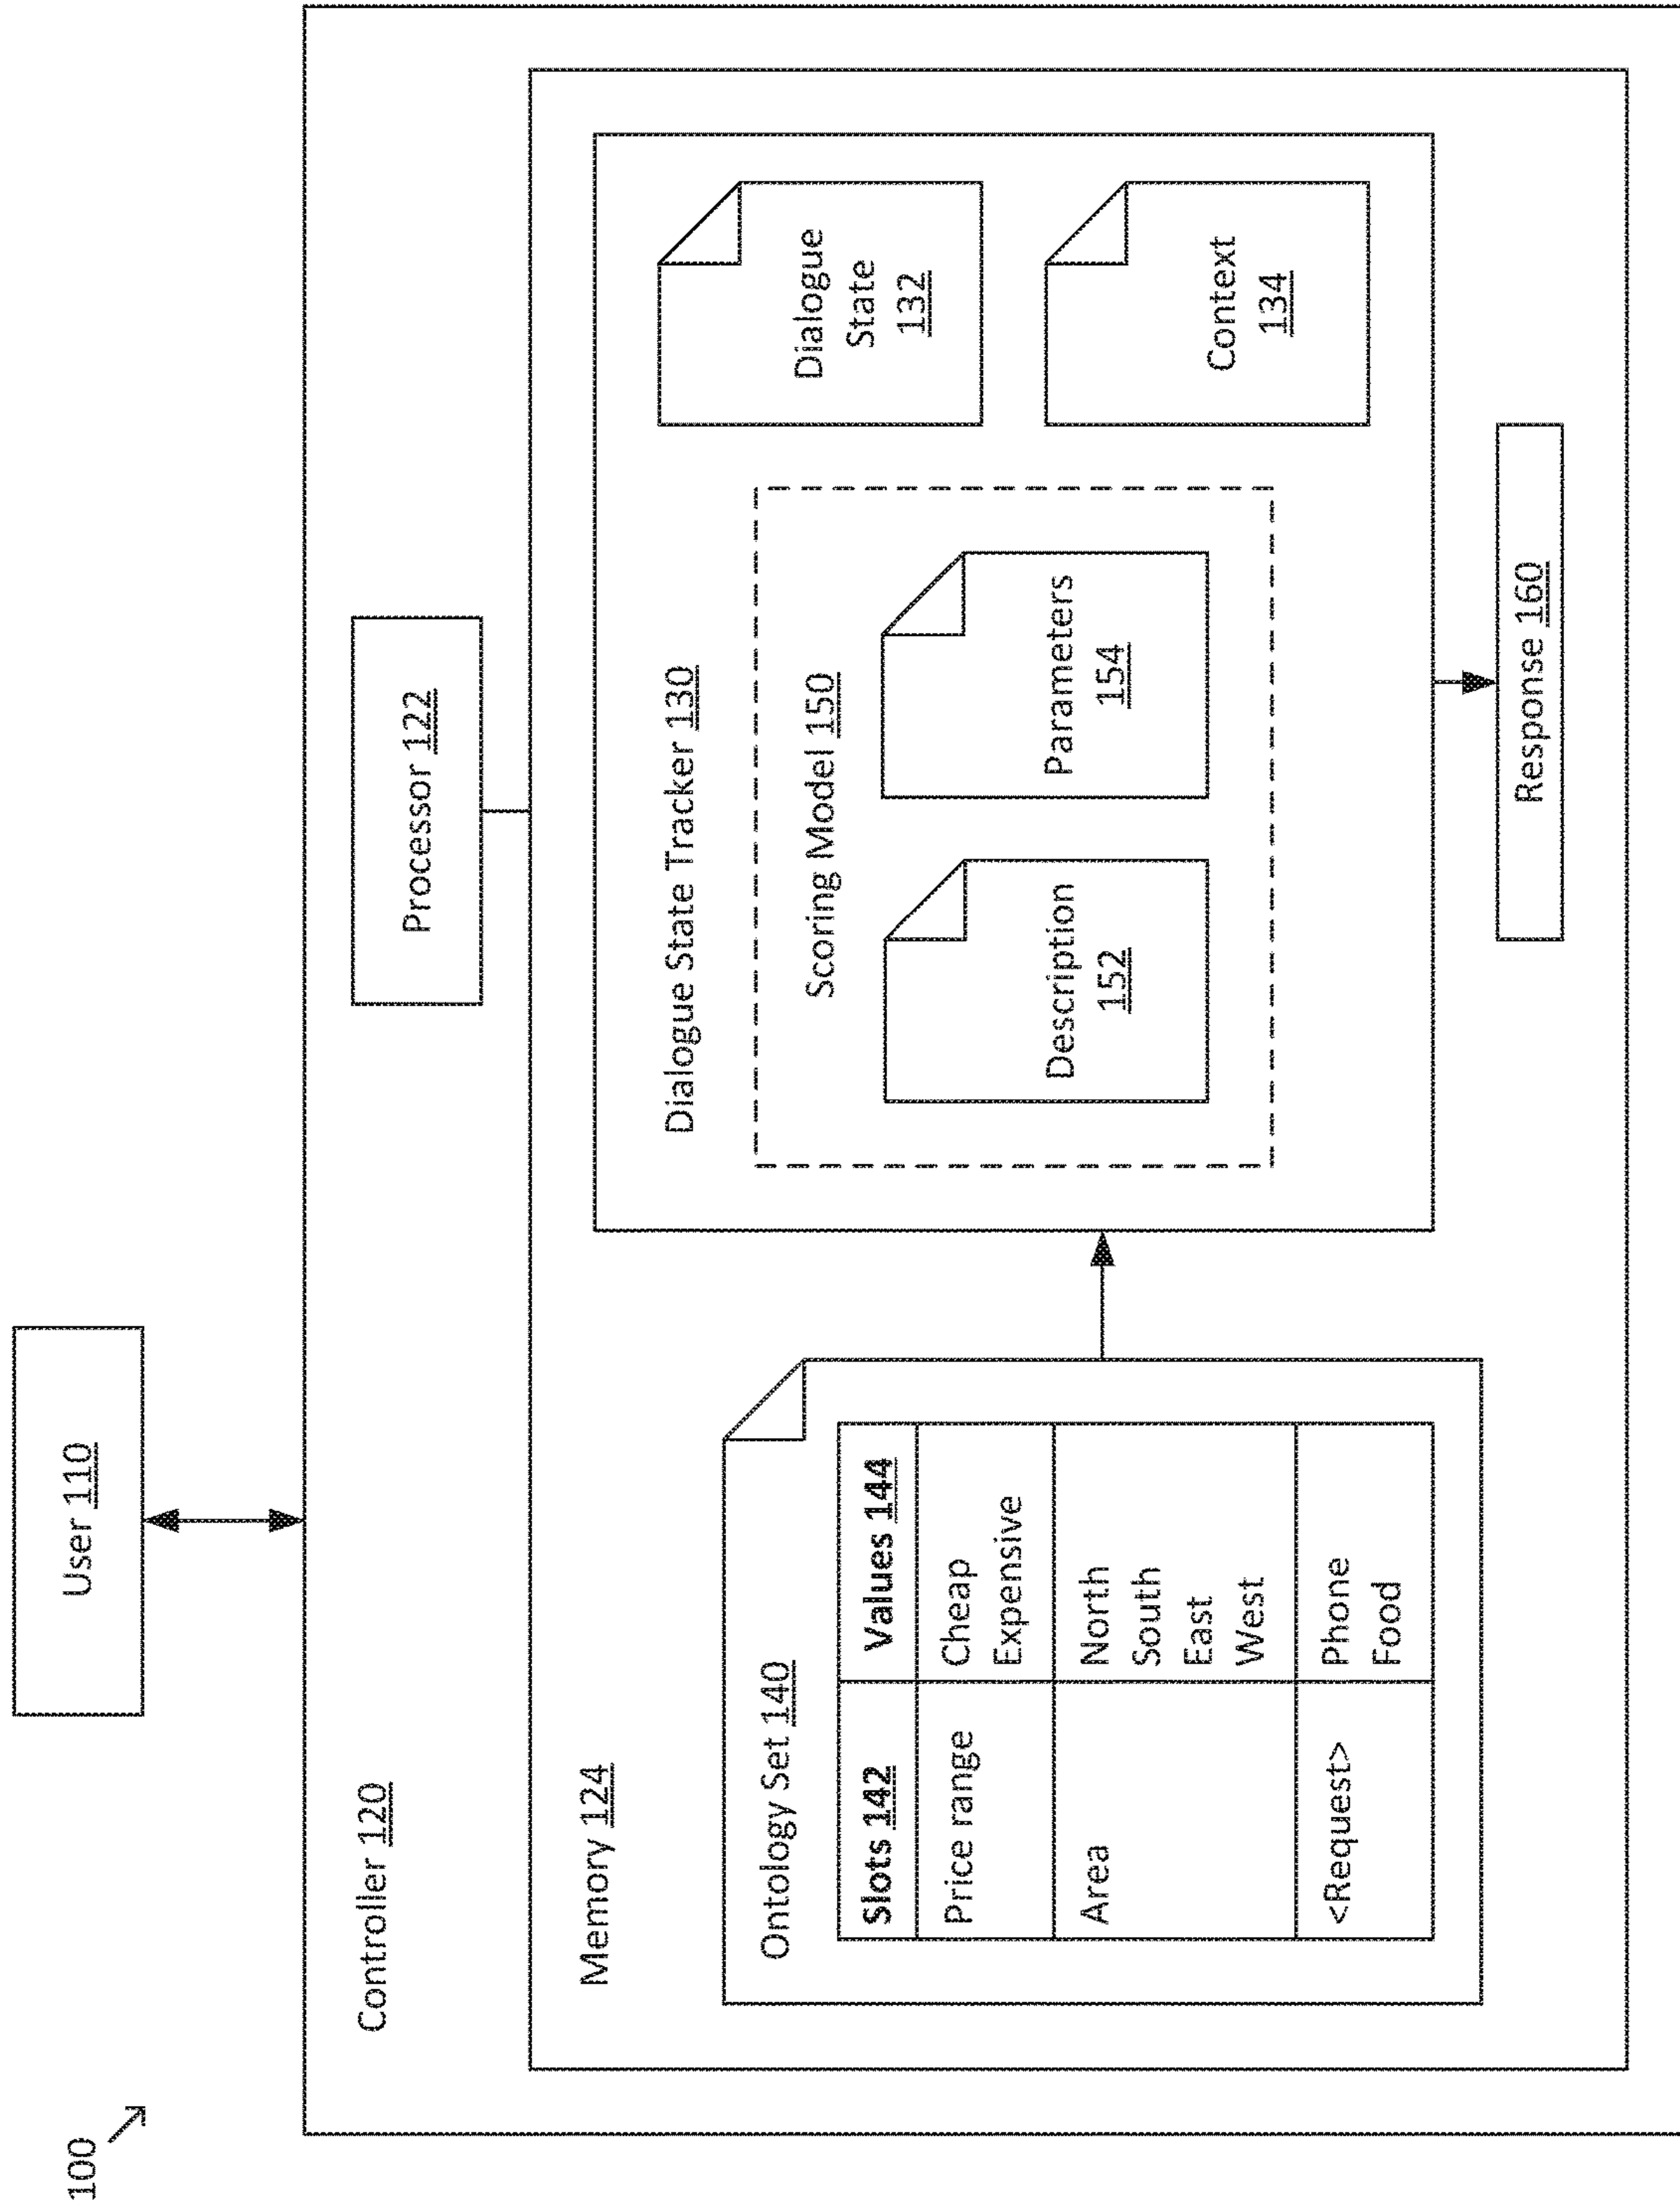 100
User 110
Controller 120
Processor 122
Memory 124
Ontology Set 140
Slots 142 Values 144
Price range Cheap
Expensive
Area North
South
East
West
<Request> Phone
Food
Dialogue State Tracker 130
Scoring Model 150
Description
152
Parameters
154
Dialogue
State
132
Context
134
Response 160